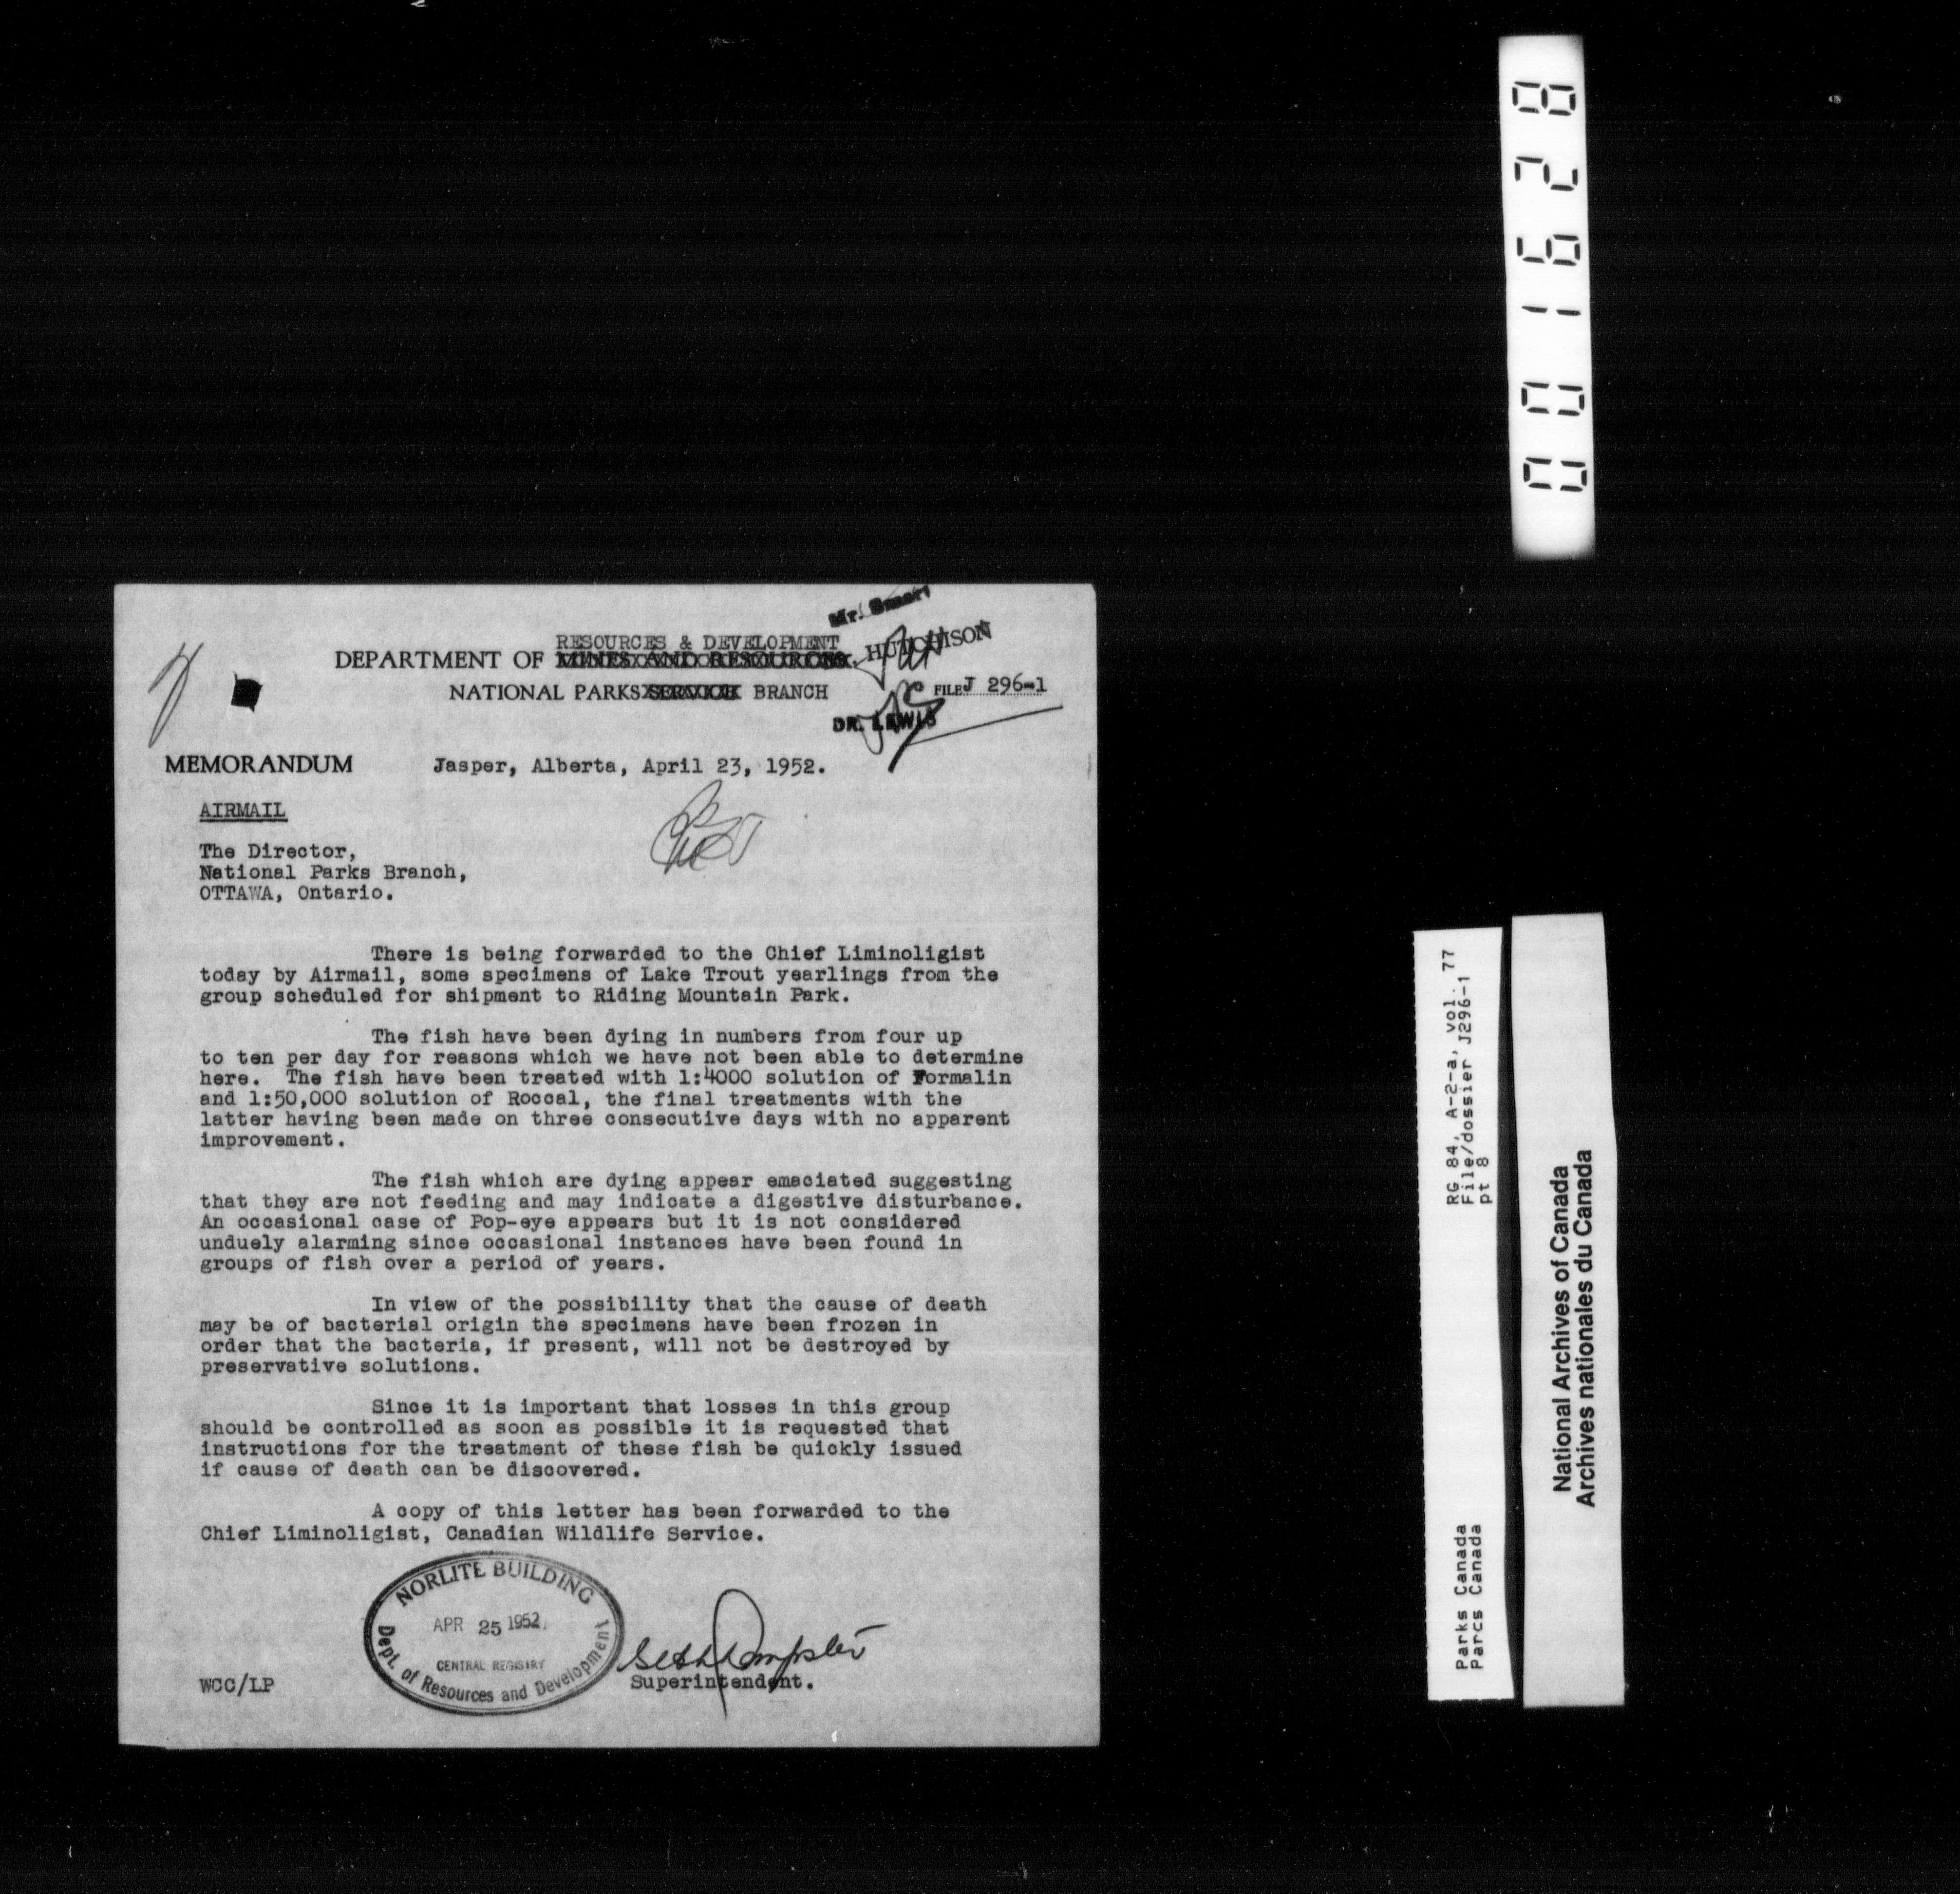 001628
Mr. Smart
RESOURCES & DEVELOPMENT
DEPARTMENT OF MINES AND RESOURCES
HUTCHISON
NATIONAL PARKS SERVICE BRANCH
FILE J 296-1
DR. LEWIS
MEMORANDUM Jasper, Alberta, April 23, 1952.
AIRMAIL
The Director,
National Parks Branch,
OTTAWA, Ontario.
There is being forwarded to the Chief Liminoligist
today by Airmail, some specimens of Lake Trout yearlings from the
group scheduled for shipment to Riding Mountain Park.
The fish have been dying in numbers from four up
to ten per day for reasons which we have not been able to determine
here. The fish have been treated with 1:4000 solution of Formalin
and 1:50,000 solution of Roccal, the final treatments with the
latter having been made on three consecutive days with no apparent
improvement.
The fish which are dying appear emaciated suggesting
that they are not feeding and may indicate a digestive disturbance.
An occasional case of Pop-eye appears but it is not considered
unduely alarming since occasional instances have been found in
groups of fish over a period of years.
In view of the possibility that the cause of death
may be of bacterial origin the specimens have been frozen in
order that the bacteria, if present, will not be destroyed by
preservative solutions.
Since it is important that losses in this group
should be controlled as soon as possible it is requested that
instructions for the treatment of these fish be quickly issued
if cause of death can be discovered.
A copy of this letter has been forwarded to the
Chief Liminoligist, Canadian Wildlife Service.
NORLITE BUILDING
APR 25 1952
CENTRAL REGISTRY
Dept. of Resources and Development
WCC/LP
Superintendent.
RG 84, A-2-a, vol. 77
File/dossier J296-1
pt 8
Parks Canada
Parcs Canada
National Archives of Canada
Archives nationales du Canada